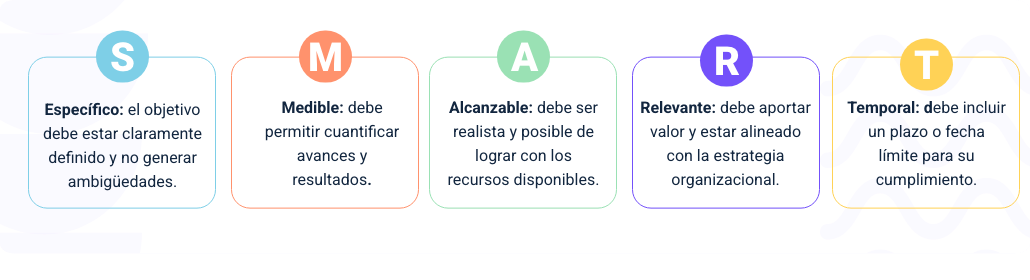 S
Específico: el objetivo
debe estar claramente
definido y no generar
ambigüedades.
M
Medible: debe
permitir cuantificar
avances y
resultados.
A
Alcanzable: debe ser
realista y posible de
lograr con los
recursos disponibles.
R
Relevante: debe aportar
valor y estar alineado
con la estrategia
organizacional.
T
Temporal: debe incluir
un plazo o fecha
límite para su
cumplimiento.